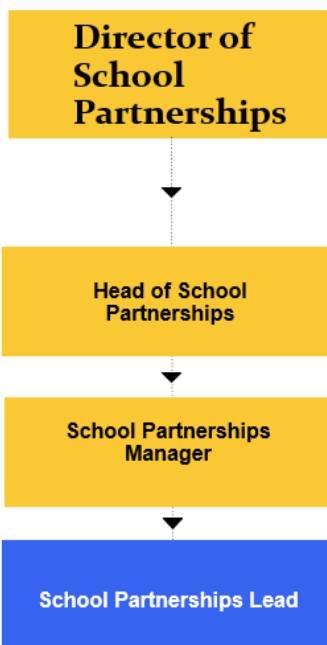 Director of
School
Partnerships
Head of School
Partnerships
School Partnerships
Manager
School Partnerships Lead